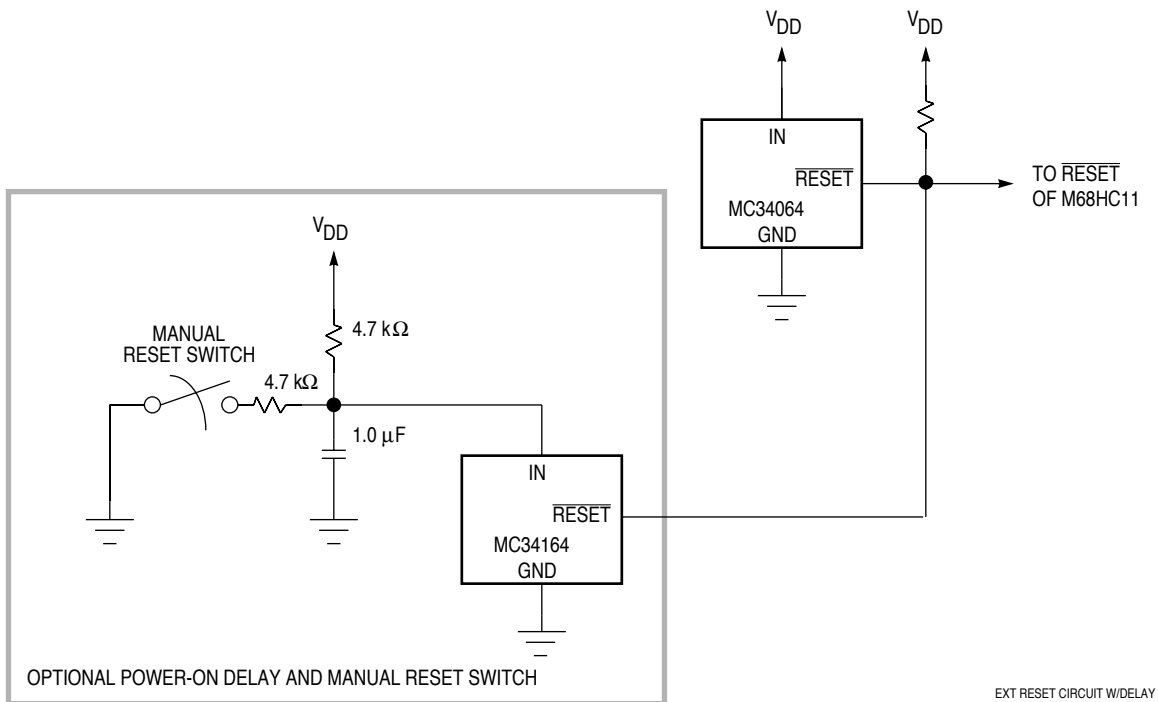 VDD
VDD
IN
RESET
MC34064
GND
TO RESET
OF M68HC11
VDD
4.7 kΩ
MANUAL
RESET SWITCH
4.7 kΩ
1.0 µF
IN
RESET
MC34164
GND
OPTIONAL POWER-ON DELAY AND MANUAL RESET SWITCH
EXT RESET CIRCUIT W/DELAY